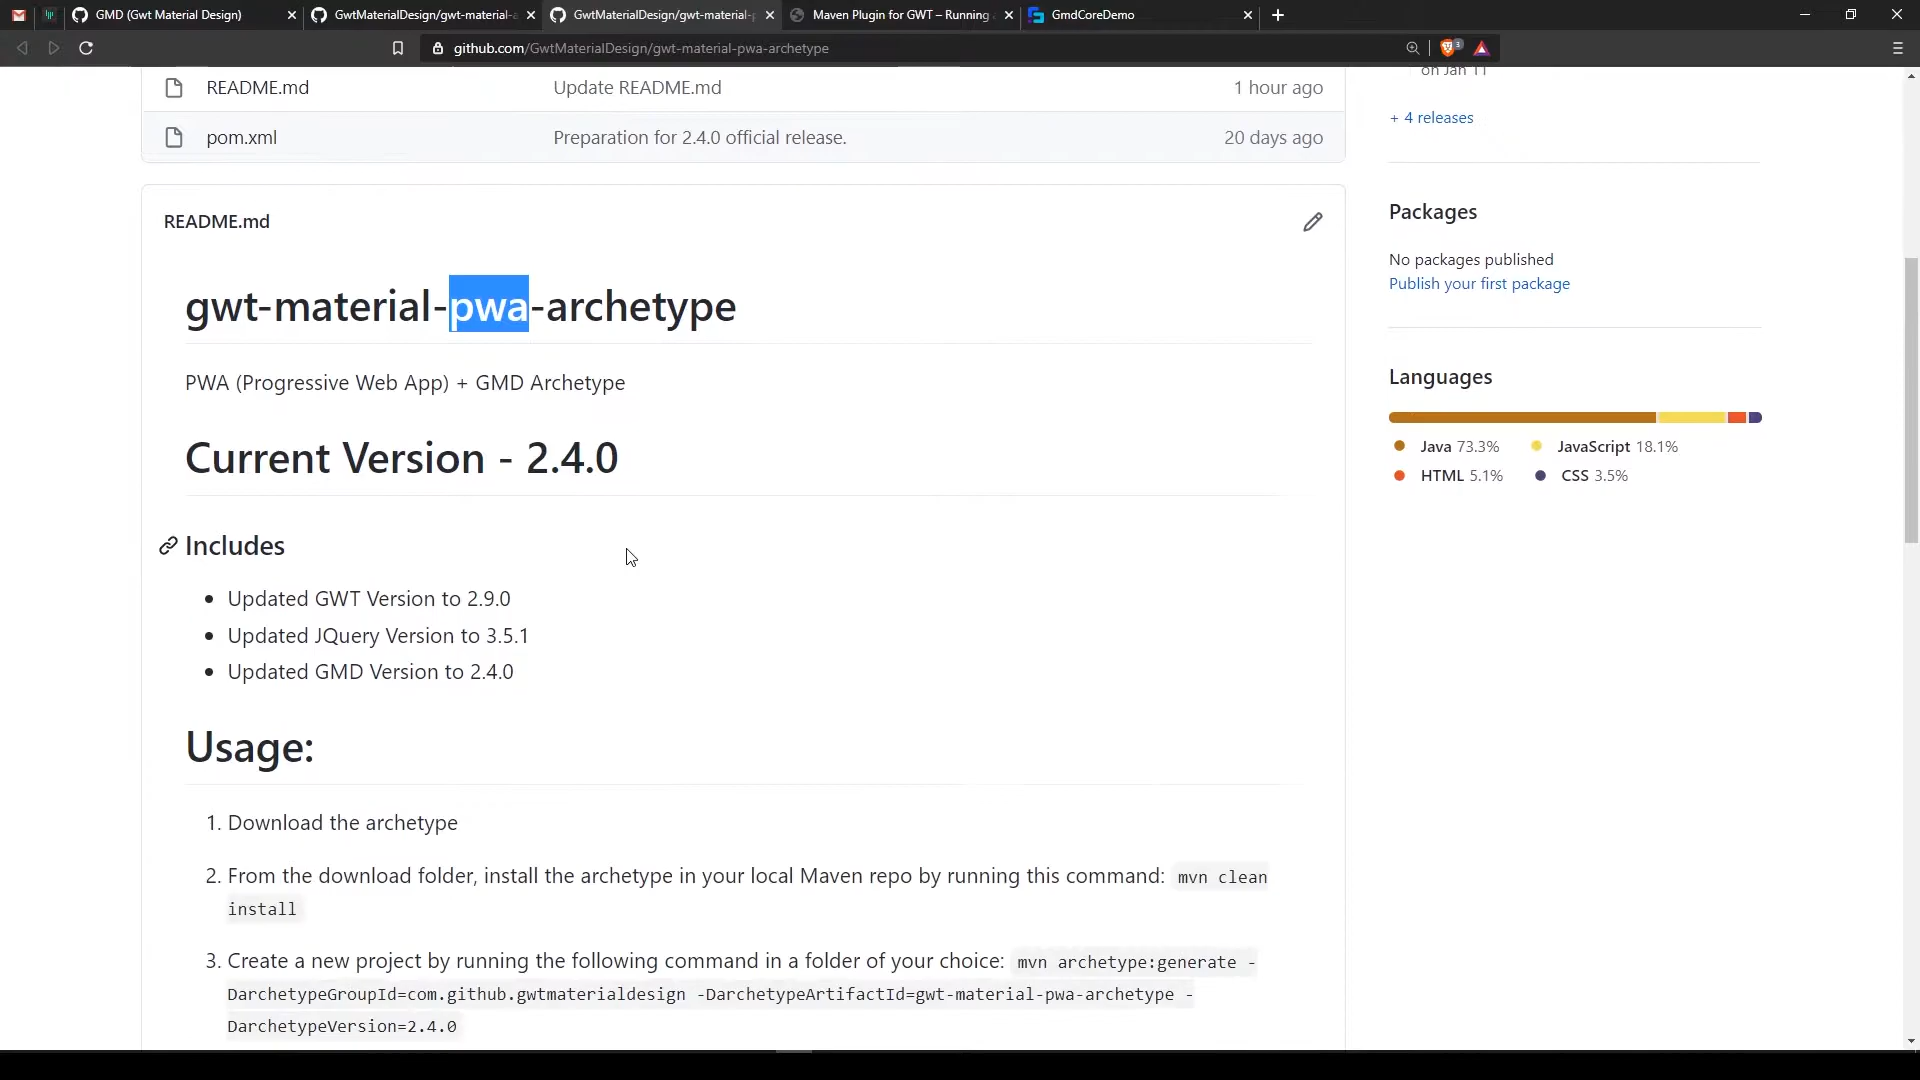 GMD (Gwt Material Design)
GwtMaterialDesign/gwt-material-a
GwtMaterialDesign/gwt-material-p
Maven Plugin for GWT – Running
GmdCoreDemo
github.com/GwtMaterialDesign/gwt-material-pwa-archetype
README.md Update README.md 1 hour ago
pom.xml Preparation for 2.4.0 official release. 20 days ago
README.md
gwt-material-pwa-archetype
PWA (Progressive Web App) + GMD Archetype
Current Version - 2.4.0
Includes
• Updated GWT Version to 2.9.0
• Updated JQuery Version to 3.5.1
• Updated GMD Version to 2.4.0
Usage:
1. Download the archetype
2. From the download folder, install the archetype in your local Maven repo by running this command: mvn clean
install
3. Create a new project by running the following command in a folder of your choice: mvn archetype:generate -
DarchetypeGroupId=com.github.gwtmaterialdesign -DarchetypeArtifactId=gwt-material-pwa-archetype -
DarchetypeVersion=2.4.0
on Jan 11
+ 4 releases
Packages
No packages published
Publish your first package
Languages
Java 73.3% JavaScript 18.1%
HTML 5.1% CSS 3.5%